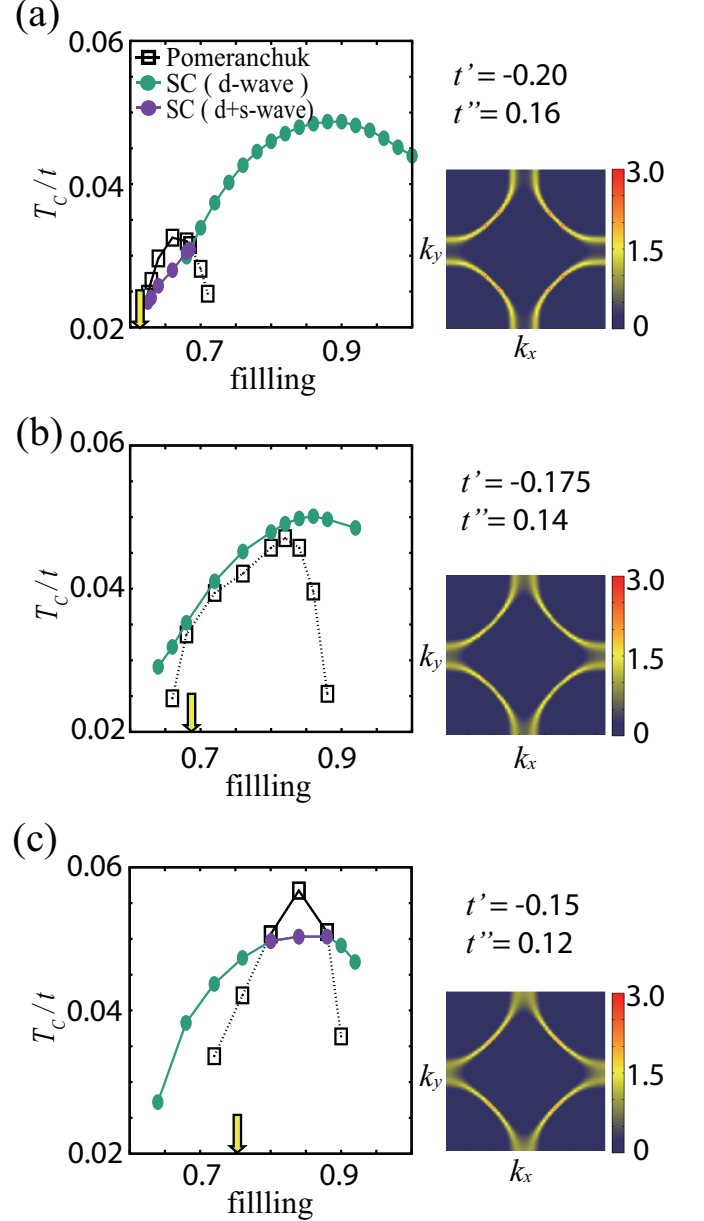 (a)
0.06
Pomeranchuk
SC ( d-wave )
SC ( d+s-wave)
0.04
0.02
T_C/t
0.7
0.9
fillling
t' = -0.20
t'' = 0.16
k_y
k_x
3.0
1.5
0
(b)
0.06
0.04
0.02
T_C/t
0.7
0.9
fillling
t' = -0.175
t'' = 0.14
k_y
k_x
3.0
1.5
0
(c)
0.06
0.04
0.02
T_C/t
0.7
0.9
fillling
t' = -0.15
t'' = 0.12
k_y
k_x
3.0
1.5
0